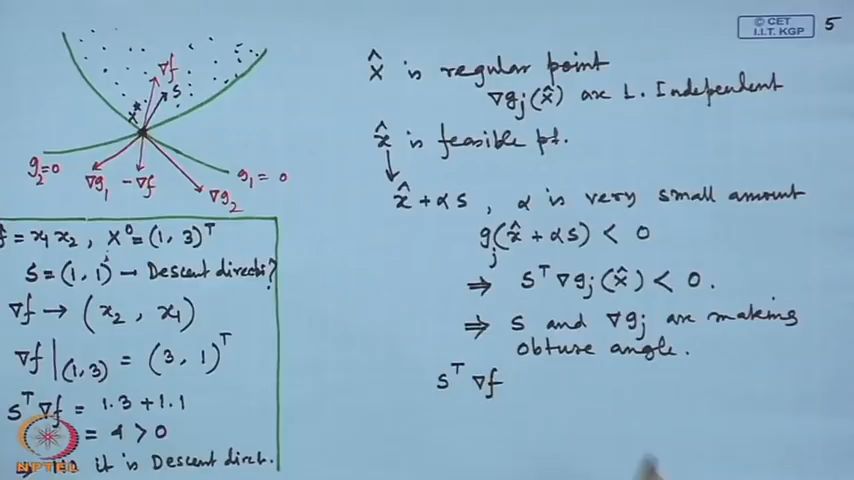 © CET
I.I.T. KGP
5
∇f
S
X*
g₂=0
∇g₁
-∇f
∇g₂
g₁ = 0
f = x₁x₂, X⁰ = (1, 3)ᵀ
S = (1, 1) — Descent direction?
∇f → (x₂, x₁)
∇f|(1,3) = (3, 1)ᵀ
Sᵀ∇f = 1.3+1.1
= 4 > 0
it is Descent direct.
NPTEL
X̂ is regular point
∇gⱼ(x̂) are L. Independent
x̂ is feasible pt.
x̂ + αs, α is very small amount
gⱼ(x̂ + αs) < 0
⇒ Sᵀ∇gⱼ(x̂) < 0.
⇒ S and ∇gⱼ are making
obtuse angle.
Sᵀ∇f